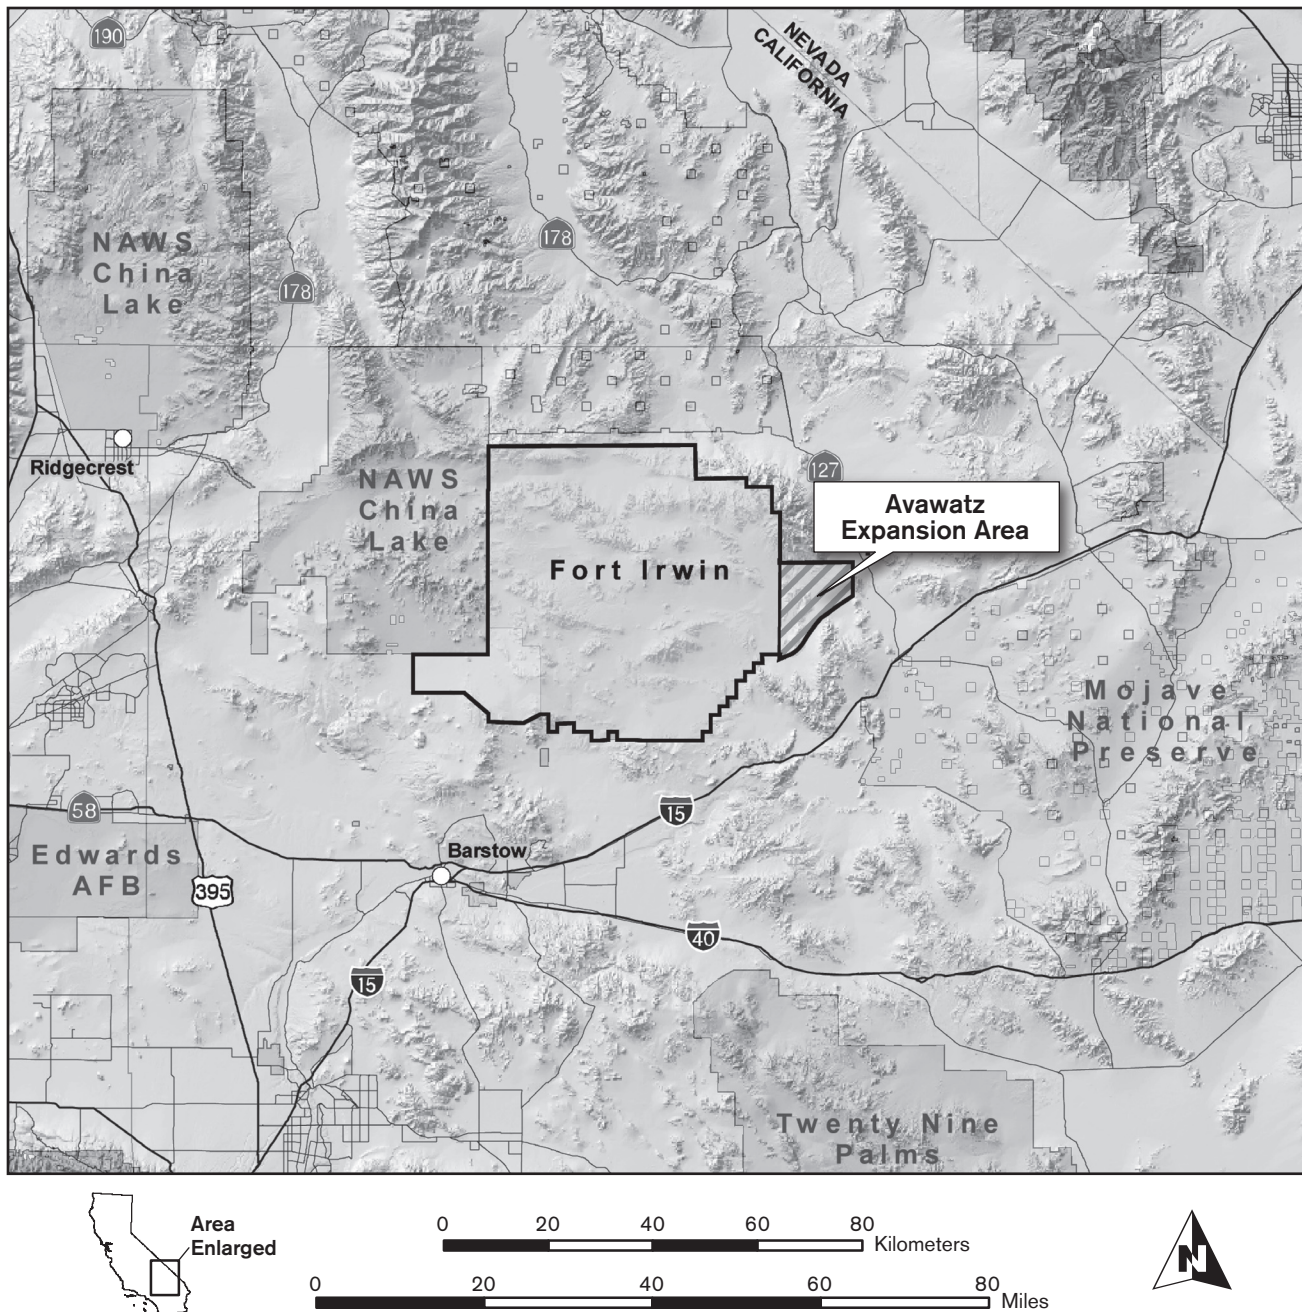 190
NEVADA
CALIFORNIA
NAWS
China
Lake
178
178
Ridgecrest
NAWS
China
Lake
127
Avawatz
Expansion Area
Fort Irwin
Mojave
National
Preserve
58
15
Edwards
AFB
Barstow
395
40
15
Twenty Nine
Palms
Area
Enlarged
0 20 40 60 80
Kilometers
0 20 40 60 80
Miles
N